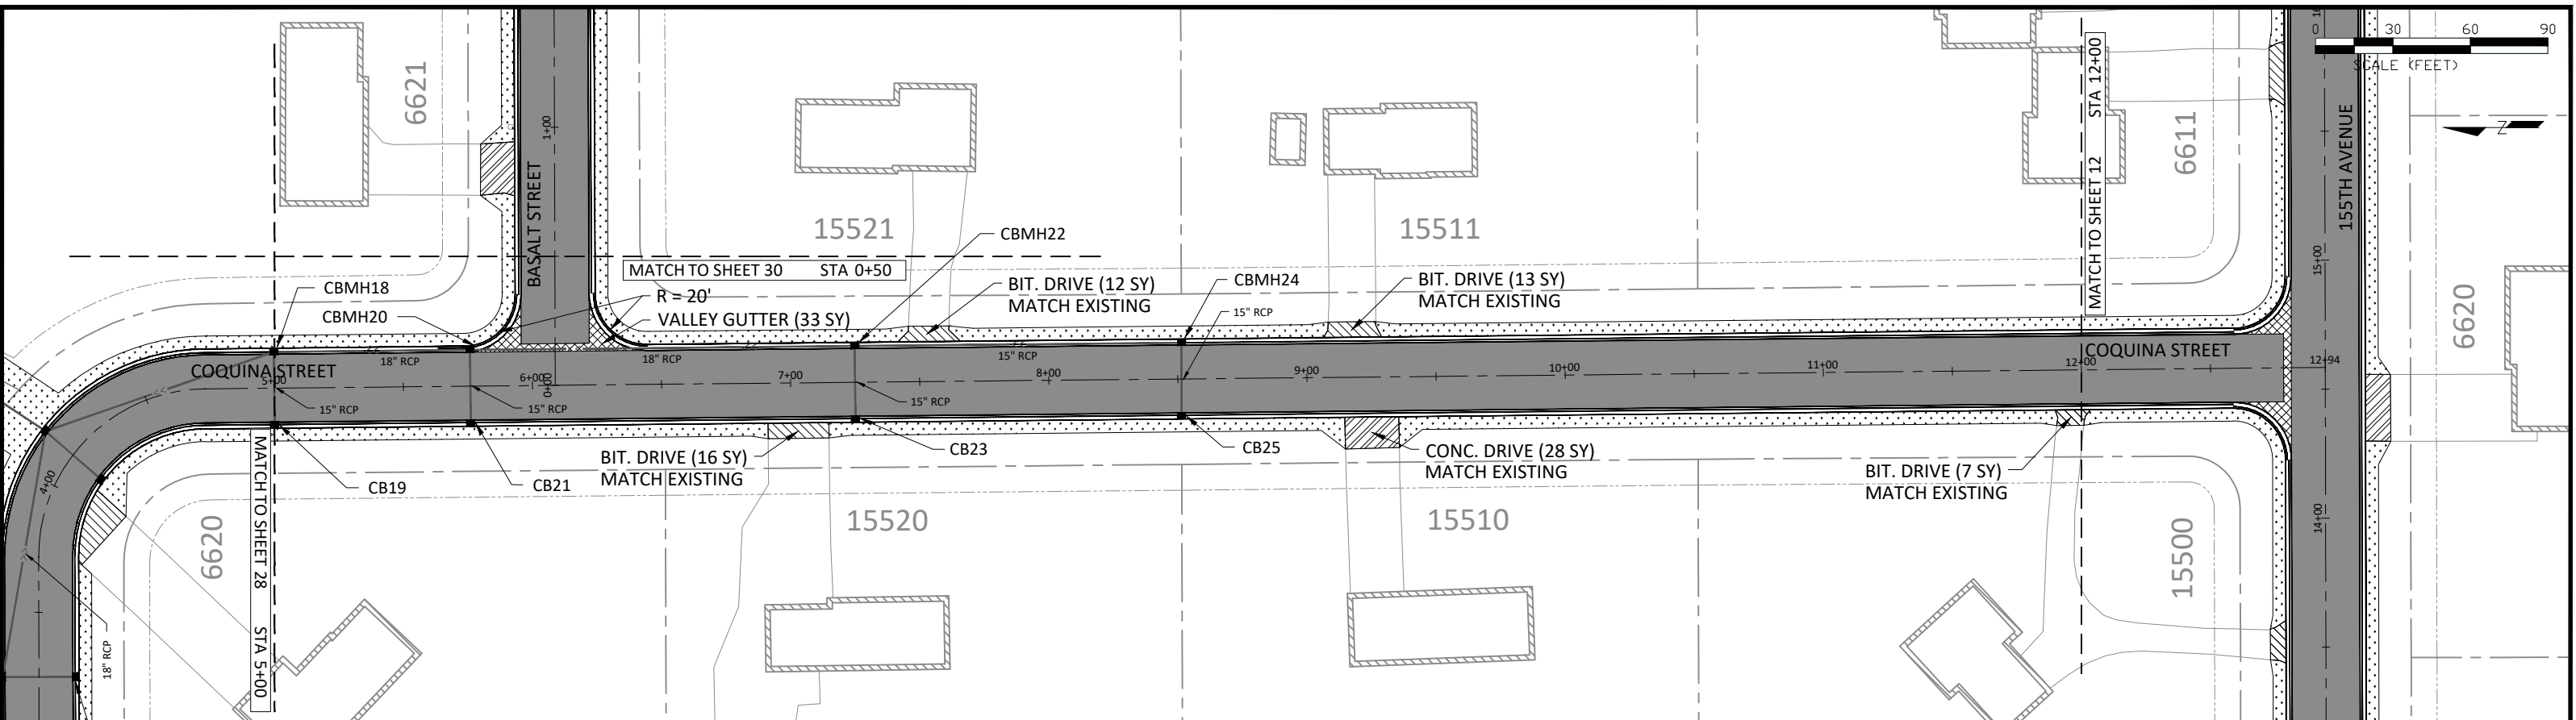 0 30 60 90
SCALE (FEET)
Z
6621
BASALT STREET
1+00
15521
15511
6611
MATCH TO SHEET 12 STA 12+00
155TH AVENUE
15+00
14+00
6620
CBMH22
MATCH TO SHEET 30 STA 0+50
CBMH18
CBMH20
R = 20'
VALLEY GUTTER (33 SY)
BIT. DRIVE (12 SY)
MATCH EXISTING
CBMH24
15" RCP
BIT. DRIVE (13 SY)
MATCH EXISTING
18" RCP
18" RCP
15" RCP
COQUINA STREET
COQUINA STREET
4+00
5+00
6+00
0+00
7+00
8+00
9+00
10+00
11+00
12+00
12+94
15" RCP
15" RCP
15" RCP
MATCH TO SHEET 28 STA 5+00
CB19
CB21
BIT. DRIVE (16 SY)
MATCH EXISTING
CB23
CB25
CONC. DRIVE (28 SY)
MATCH EXISTING
BIT. DRIVE (7 SY)
MATCH EXISTING
6620
15520
15510
15500
18" RCP